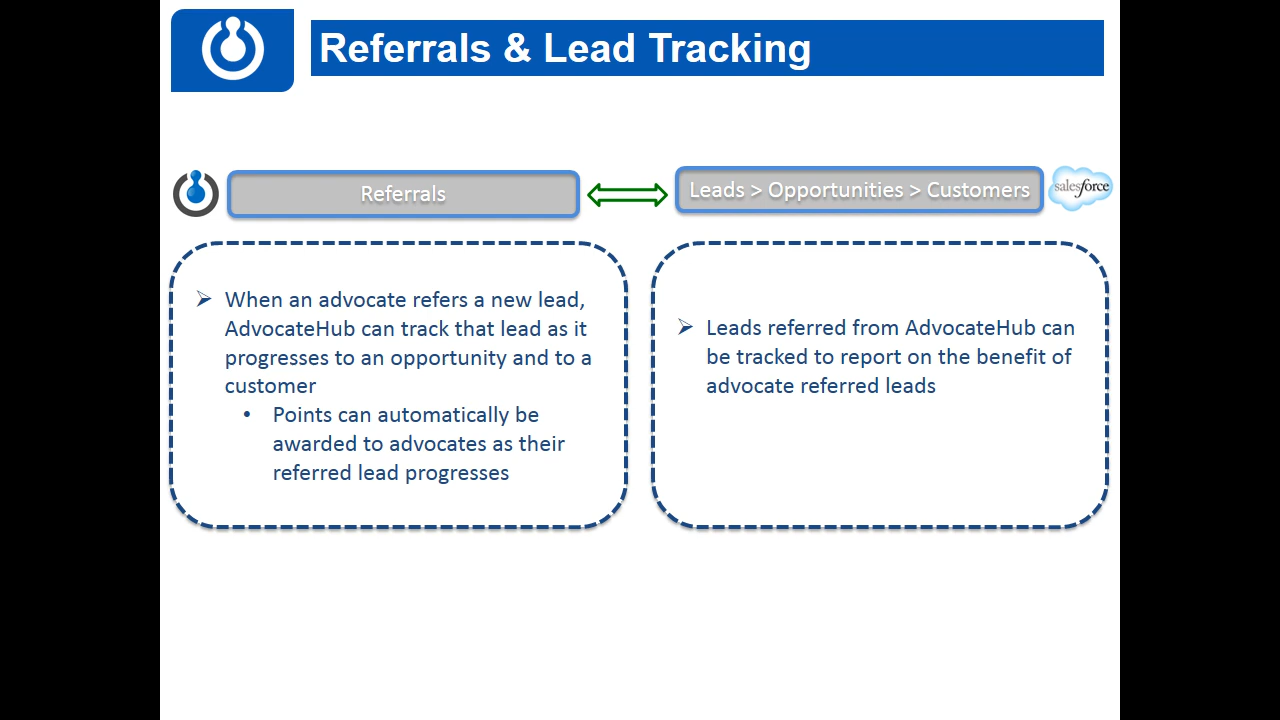 Referrals & Lead Tracking
Referrals
Leads > Opportunities > Customers
salesforce
When an advocate refers a new lead,
AdvocateHub can track that lead as it
progresses to an opportunity and to a
customer
• Points can automatically be
awarded to advocates as their
referred lead progresses
Leads referred from AdvocateHub can
be tracked to report on the benefit of
advocate referred leads